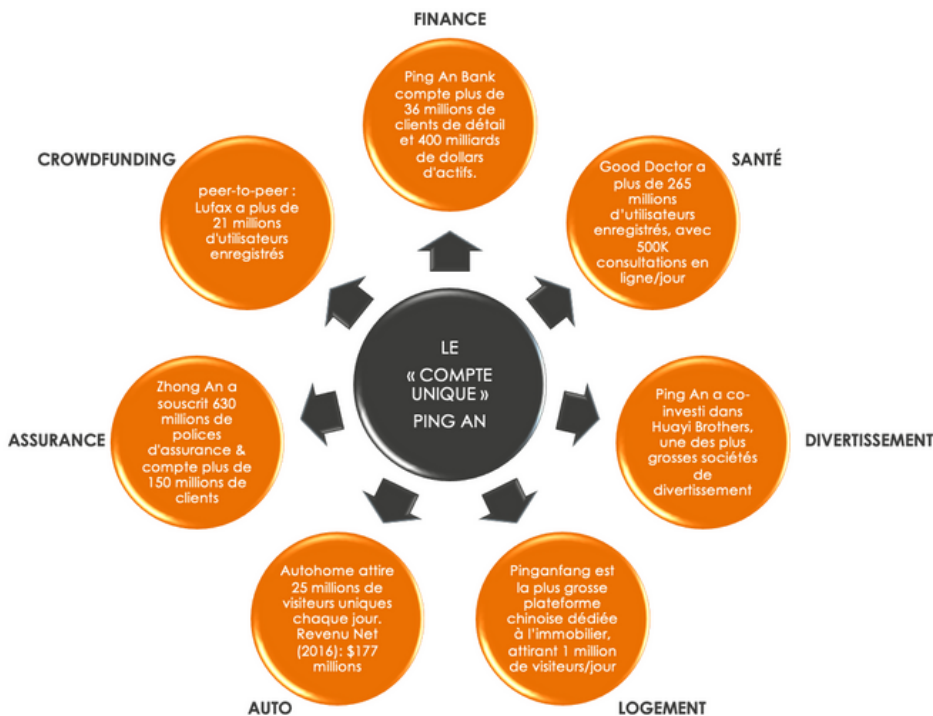 FINANCE
Ping An Bank
compte plus de
36 millions de
clients de détail
et 400 milliards
de dollars
d'actifs.
SANTÉ
Good Doctor a
plus de 265
millions
d'utilisateurs
enregistrés, avec
500K
consultations en
ligne/jour
DIVERTISSEMENT
Ping An a co-
investi dans
Huayi Brothers,
une des plus
grosses sociétés
de
divertissement
LOGEMENT
Pinganfang est
la plus grosse
plateforme
chinoise dédiée
à l'immobilier,
attirant 1 million
de visiteurs/jour
AUTO
Autohome attire
25 millions de
visiteurs uniques
chaque jour.
Revenu Net
(2016): $177
millions
ASSURANCE
Zhong An a
souscrit 630
millions de
polices
d'assurance &
compte plus de
150 millions de
clients
CROWDFUNDING
peer-to-peer :
Lufax a plus de
21 millions
d'utilisateurs
enregistrés
LE
« COMPTE
UNIQUE »
PING AN